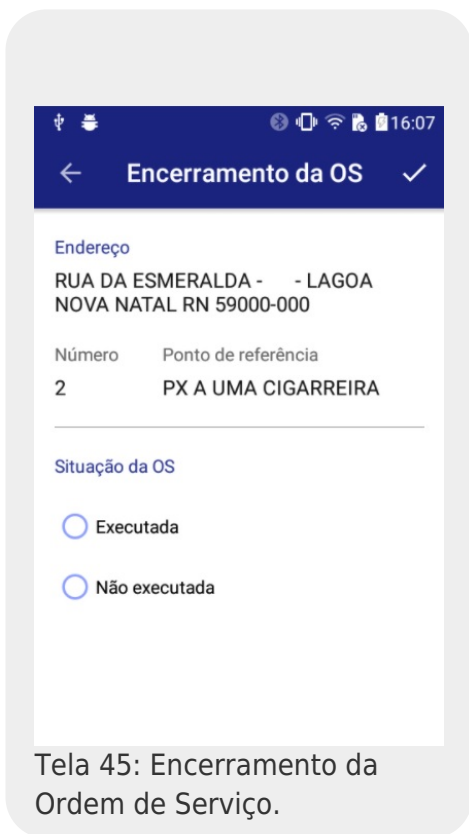 16:07
Encerramento da OS
Endereço
RUA DA ESMERALDA - - LAGOA
NOVA NATAL RN 59000-000
Número Ponto de referência
2 PX A UMA CIGARREIRA
Situação da OS
Executada
Não executada
Tela 45: Encerramento da
Ordem de Serviço.